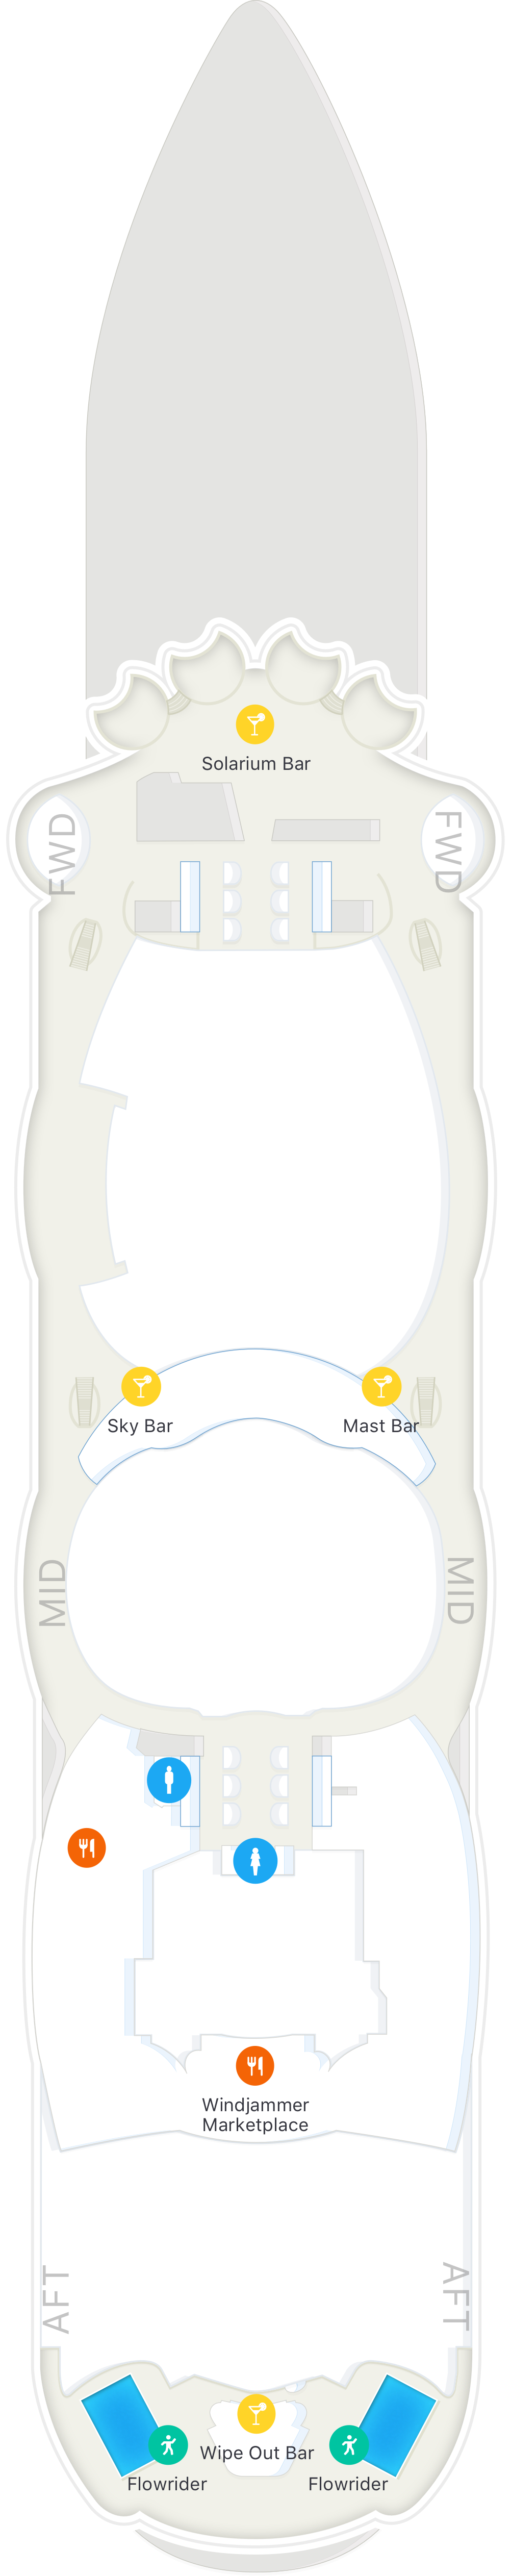 Solarium Bar
FWD
FWD
Sky Bar
Mast Bar
MID
MID
Windjammer
Marketplace
AFT
AFT
Wipe Out Bar
Flowrider
Flowrider